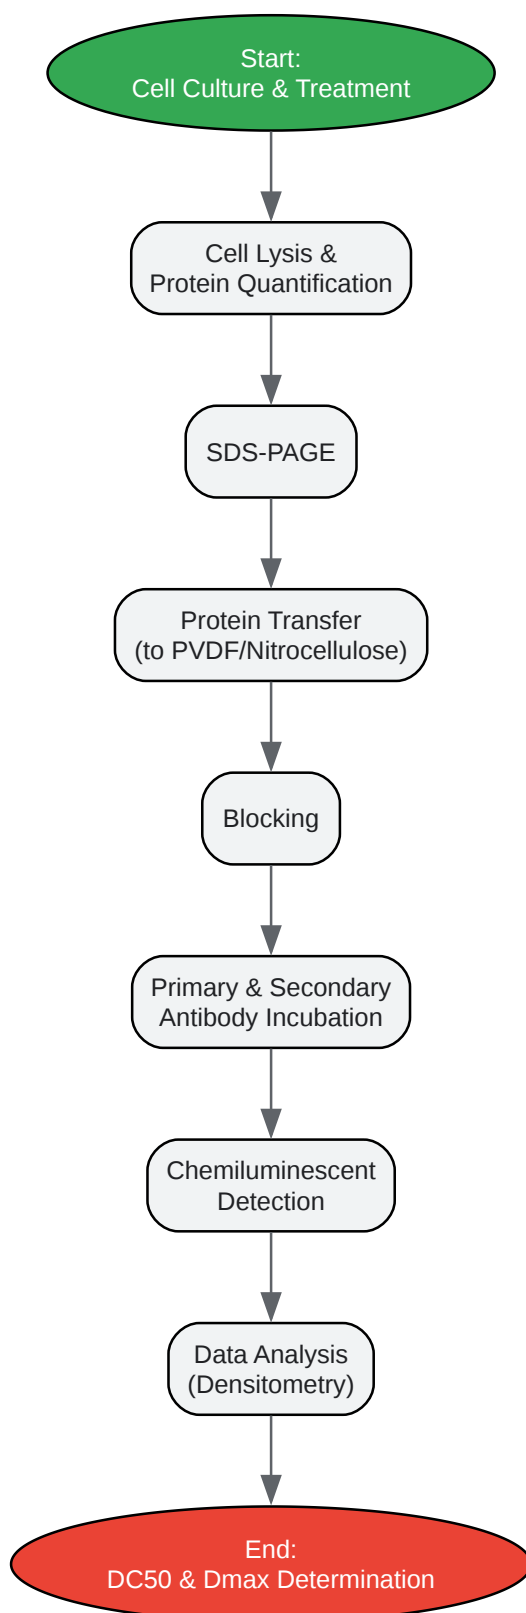 Start:
Cell Culture & Treatment
Cell Lysis &
Protein Quantification
SDS-PAGE
Protein Transfer
(to PVDF/Nitrocellulose)
Blocking
Primary & Secondary
Antibody Incubation
Chemiluminescent
Detection
Data Analysis
(Densitometry)
End:
DC50 & Dmax Determination